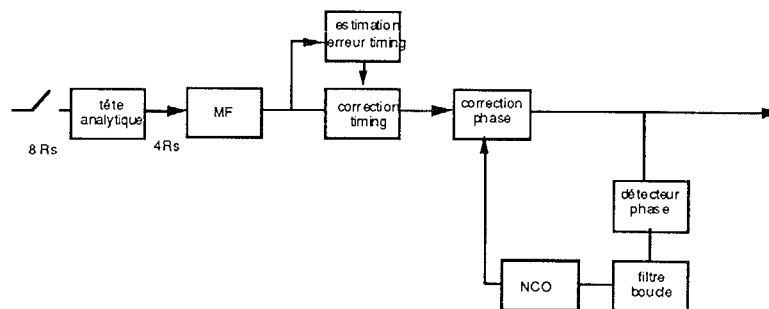 estimation
erreur timing
tête
analytique
MF
correction
timing
correction
phase
8 Rs
4Rs
détecteur
phase
NCO
filtre
boucle